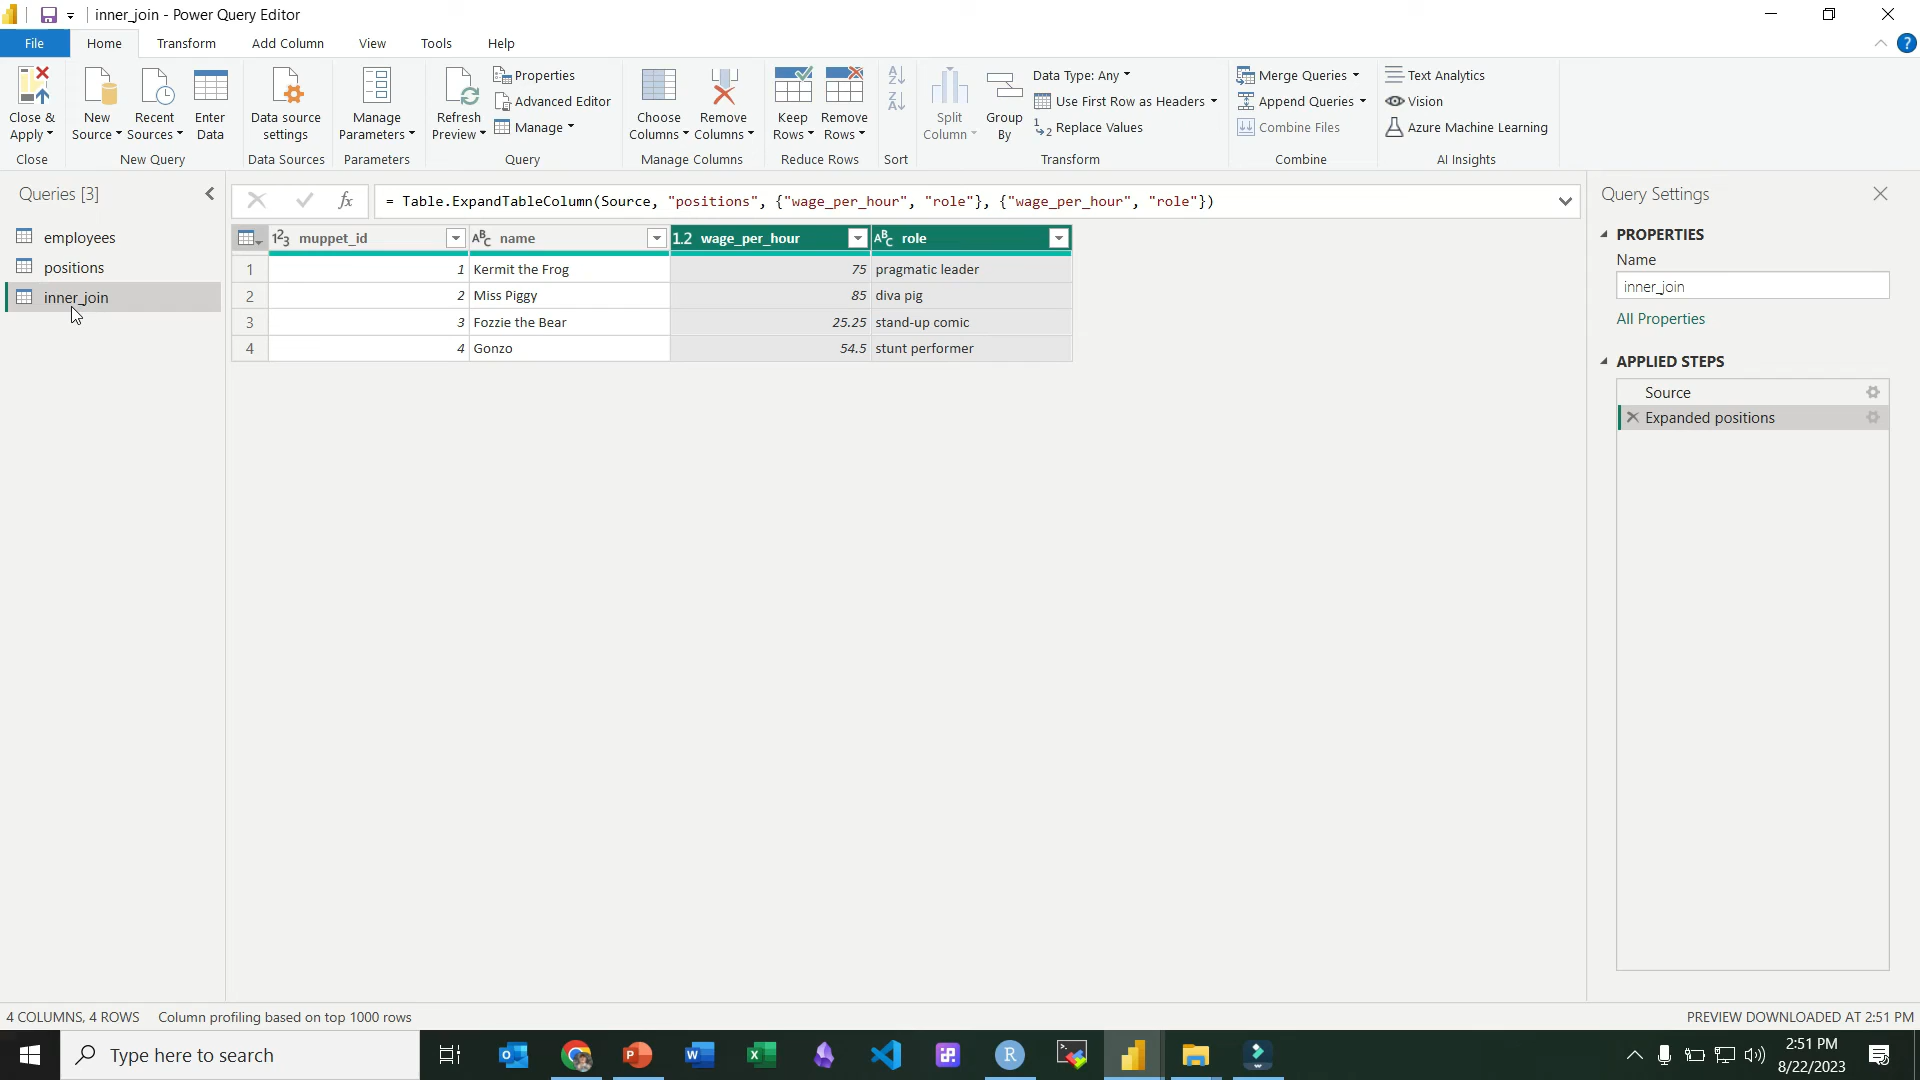 inner_join - Power Query Editor
File Home Transform Add Column View Tools Help
Close & Apply
New Source
Recent Sources
Enter Data
Data source settings
Manage Parameters
Refresh Preview
Properties
Advanced Editor
Manage
Choose Columns
Remove Columns
Keep Rows
Remove Rows
Split Column
Group By
Data Type: Any
Use First Row as Headers
Replace Values
Merge Queries
Append Queries
Combine Files
Text Analytics
Vision
Azure Machine Learning
Close New Query Data Sources Parameters Query Manage Columns Reduce Rows Sort Transform Combine AI Insights
Queries [3]
employees
positions
inner_join
fx = Table.ExpandTableColumn(Source, "positions", {"wage_per_hour", "role"}, {"wage_per_hour", "role"})
123 muppet_id ABC name 1.2 wage_per_hour ABC role
1 1 Kermit the Frog 75 pragmatic leader
2 2 Miss Piggy 85 diva pig
3 3 Fozzie the Bear 25.25 stand-up comic
4 4 Gonzo 54.5 stunt performer
Query Settings
PROPERTIES
Name
inner_join
All Properties
APPLIED STEPS
Source
Expanded positions
4 COLUMNS, 4 ROWS Column profiling based on top 1000 rows PREVIEW DOWNLOADED AT 2:51 PM
Type here to search
2:51 PM
8/22/2023